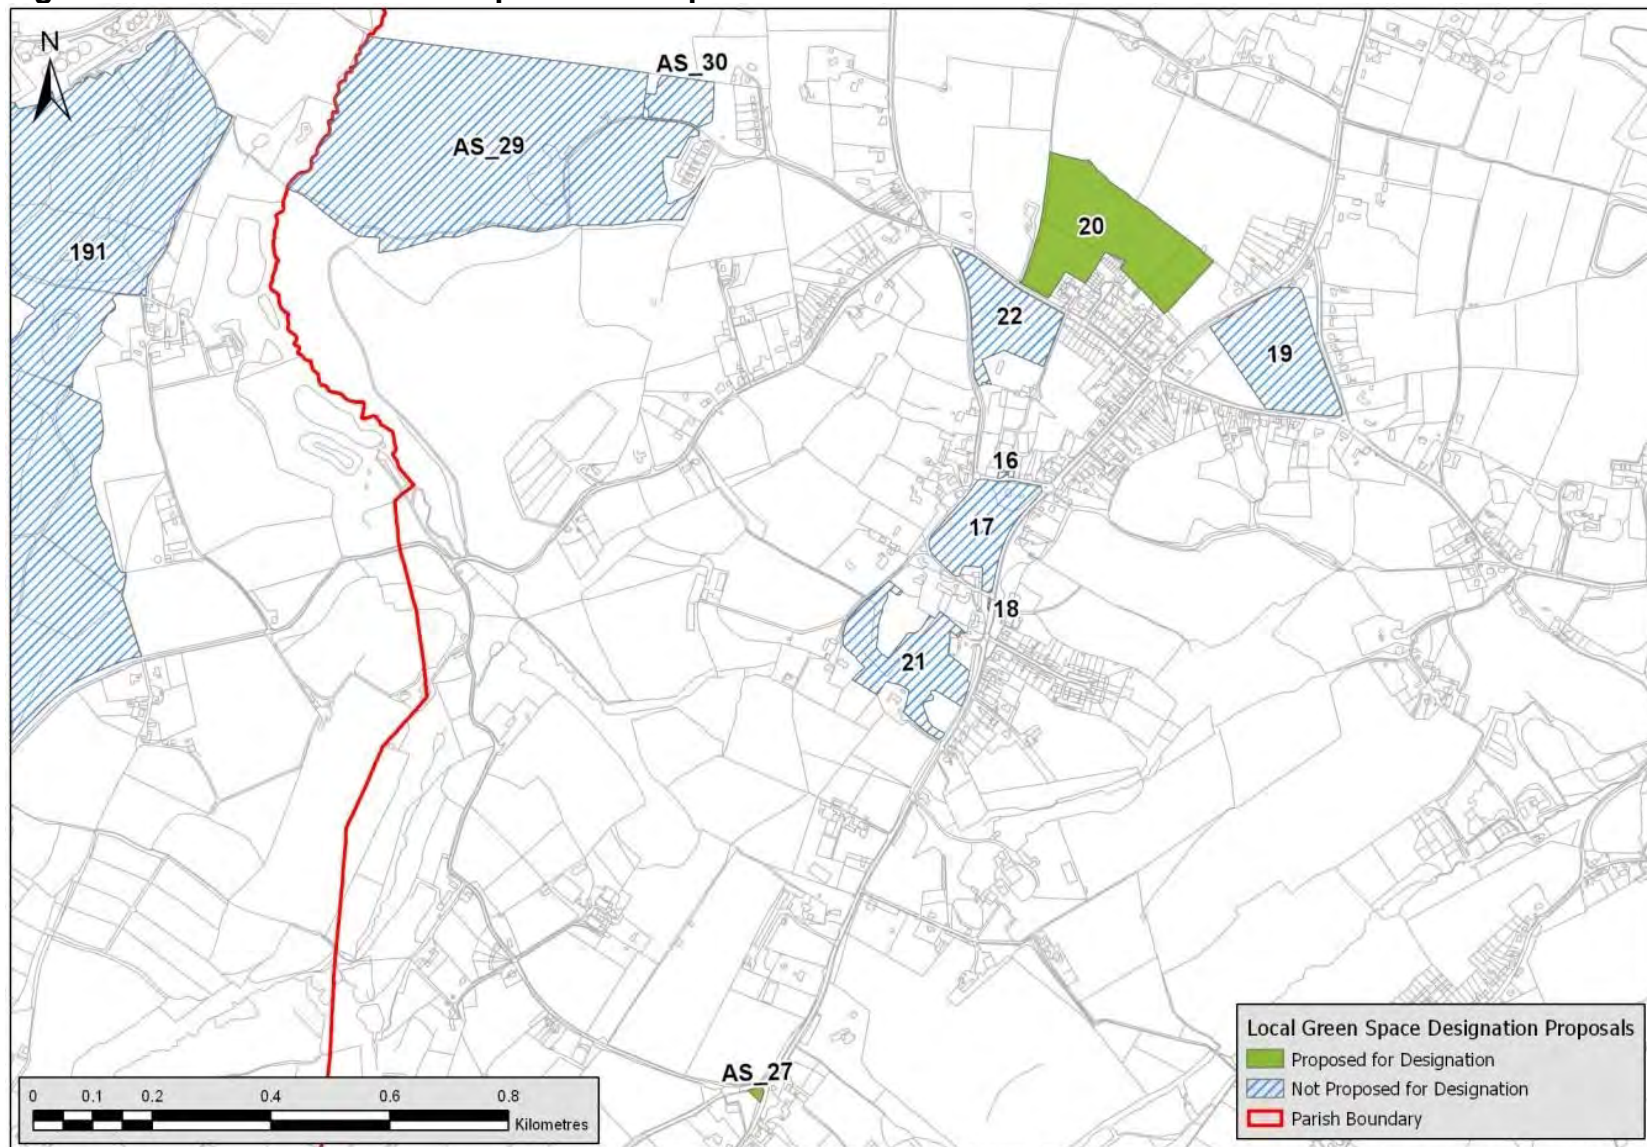 N
AS_30
AS_29
191
20
22
19
16
17
18
21
AS_27
0 0.1 0.2 0.4 0.6 0.8
Kilometres
Local Green Space Designation Proposals
Proposed for Designation
Not Proposed for Designation
Parish Boundary